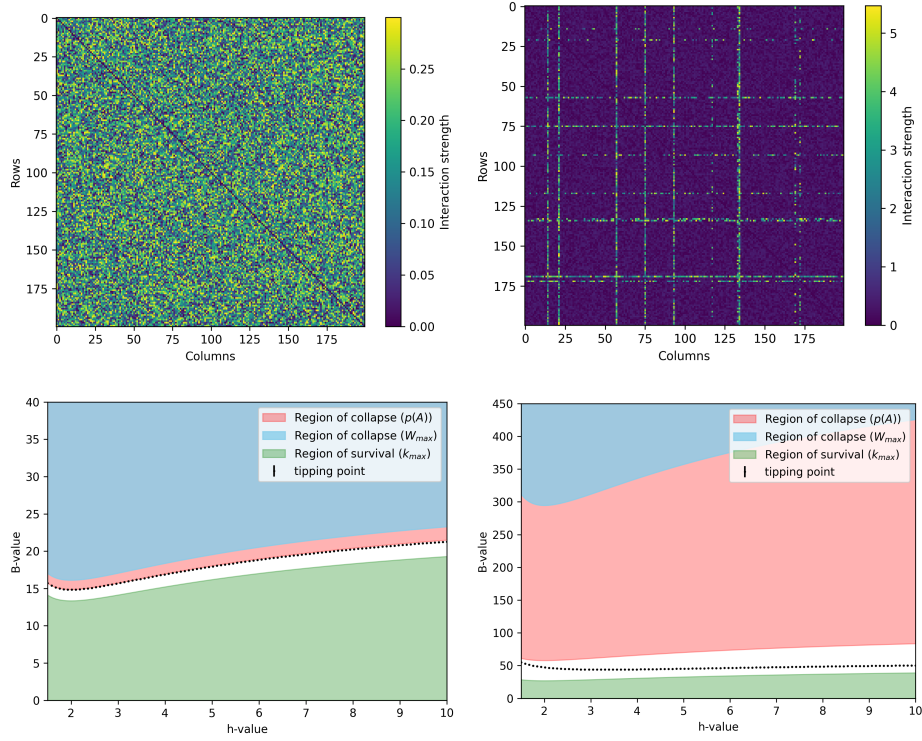 0
25
50
75
100
125
150
175
Rows
0 25 50 75 100 125 150 175
Columns
0.25
0.20
0.15
0.10
0.05
0.00
Interaction strength
0
25
50
75
100
125
150
175
Rows
0 25 50 75 100 125 150 175
Columns
5
4
3
2
1
0
Interaction strength
40
35
30
25
20
15
10
5
0
B-value
Region of collapse (p(A))
Region of collapse (W_max)
Region of survival (k_max)
tipping point
2 3 4 5 6 7 8 9 10
h-value
450
400
350
300
250
200
150
100
50
0
B-value
Region of collapse (p(A))
Region of collapse (W_max)
Region of survival (k_max)
tipping point
2 3 4 5 6 7 8 9 10
h-value